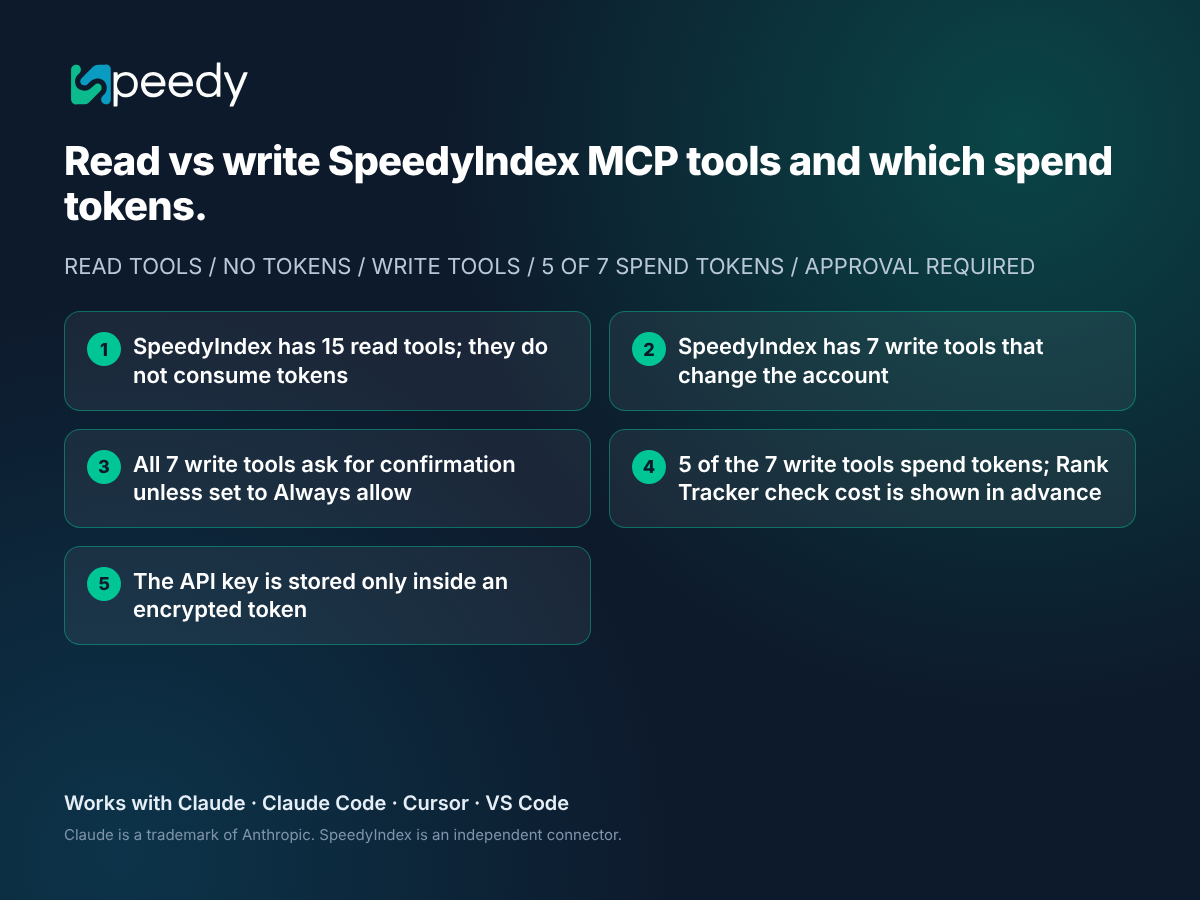 Speedy
Read vs write SpeedyIndex MCP tools and which spend
tokens.
READ TOOLS / NO TOKENS / WRITE TOOLS / 5 OF 7 SPEND TOKENS / APPROVAL REQUIRED
1 SpeedyIndex has 15 read tools; they do
not consume tokens
2 SpeedyIndex has 7 write tools that
change the account
3 All 7 write tools ask for confirmation
unless set to Always allow
4 5 of the 7 write tools spend tokens; Rank
Tracker check cost is shown in advance
5 The API key is stored only inside an
encrypted token
Works with Claude · Claude Code · Cursor · VS Code
Claude is a trademark of Anthropic. SpeedyIndex is an independent connector.